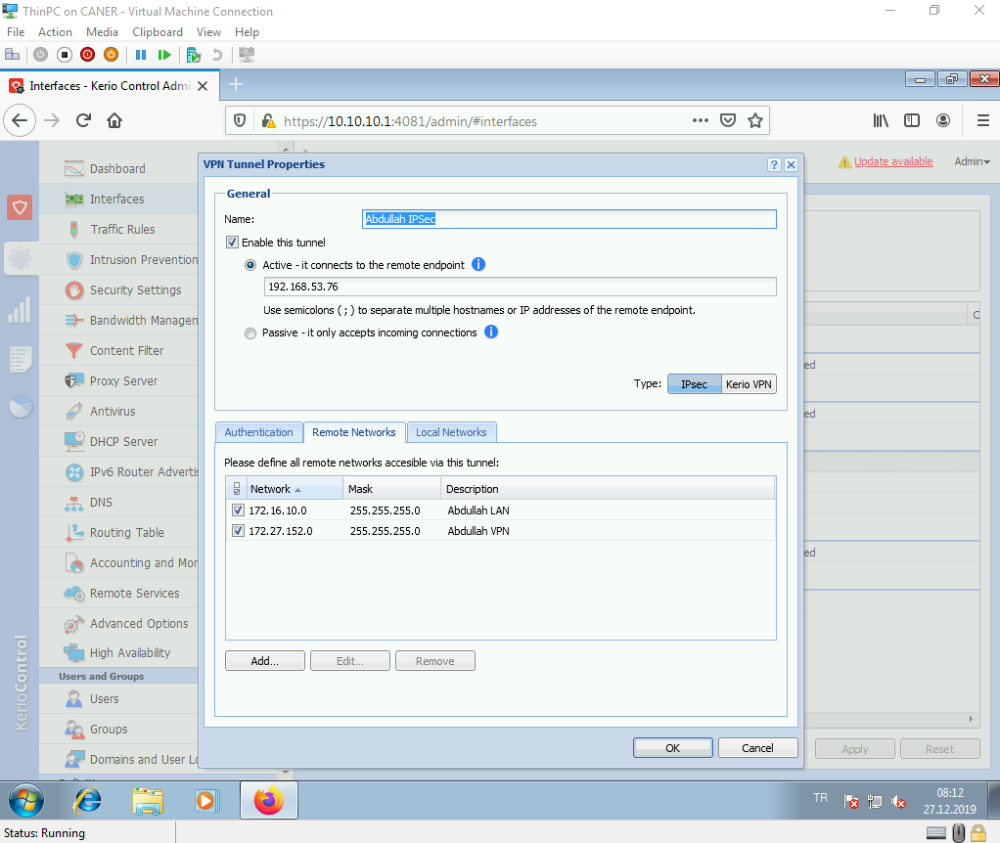 ThinPC on CANER - Virtual Machine Connection
File Action Media Clipboard View Help
Interfaces - Kerio Control Admi
https://10.10.10.1:4081/admin/#interfaces
Update available
Admin
KerioControl
Dashboard
Interfaces
Traffic Rules
Intrusion Prevention
Security Settings
Bandwidth Managem
Content Filter
Proxy Server
Antivirus
DHCP Server
IPv6 Router Adverti
DNS
Routing Table
Accounting and Mor
Remote Services
Advanced Options
High Availability
Users and Groups
Users
Groups
Domains and User Lo
VPN Tunnel Properties
General
Name: Abdullah IPSec
Enable this tunnel
Active - it connects to the remote endpoint
192.168.53.76
Use semicolons ( ; ) to separate multiple hostnames or IP addresses of the remote endpoint.
Passive - it only accepts incoming connections
Type: IPsec Kerio VPN
Authentication Remote Networks Local Networks
Please define all remote networks accesible via this tunnel:
Network Mask Description
172.16.10.0 255.255.255.0 Abdullah LAN
172.27.152.0 255.255.255.0 Abdullah VPN
Add... Edit... Remove
OK Cancel
ed
ed
ed
Apply Reset
TR
08:12
27.12.2019
Status: Running